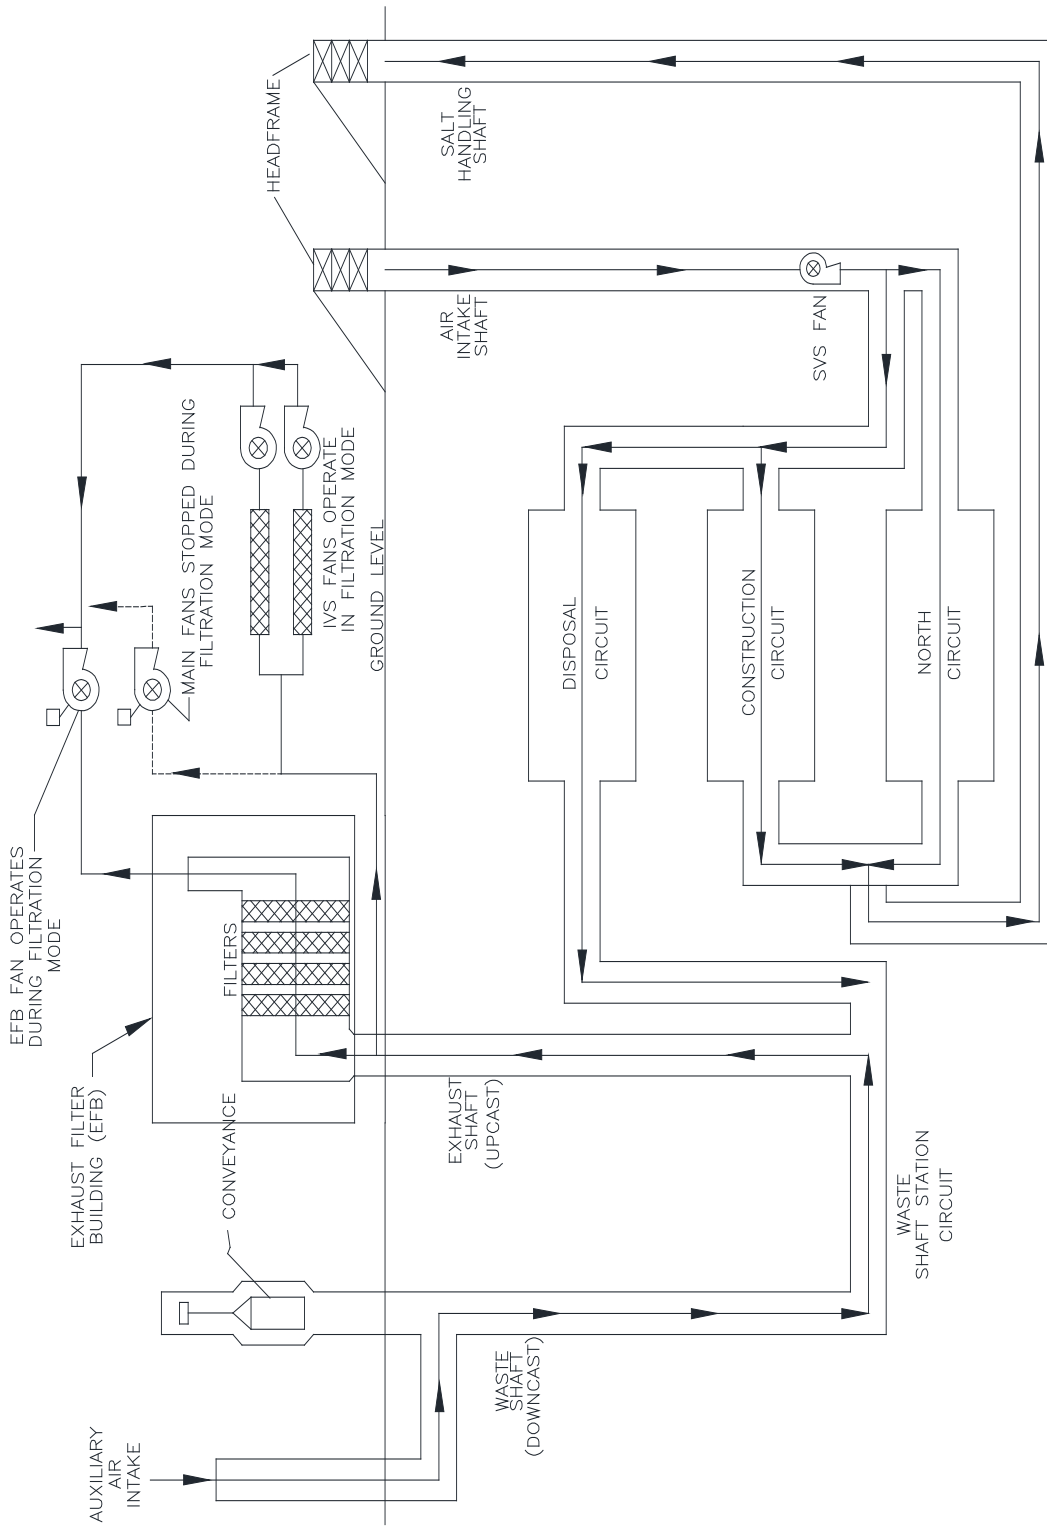 AUXILIARY
AIR
INTAKE
EXHAUST FILTER
BUILDING (EFB)
CONVEYANCE
EFB FAN OPERATES
DURING FILTRATION
MODE
FILTERS
MAIN FANS STOPPED DURING
FILTRATION MODE
IVS FANS OPERATE
IN FILTRATION MODE
GROUND LEVEL
HEADFRAME
WASTE
SHAFT
(DOWNCAST)
EXHAUST
SHAFT
(UPCAST)
AIR
INTAKE
SHAFT
SALT
HANDLING
SHAFT
SVS FAN
DISPOSAL
CIRCUIT
CONSTRUCTION
CIRCUIT
NORTH
CIRCUIT
WASTE
SHAFT STATION
CIRCUIT